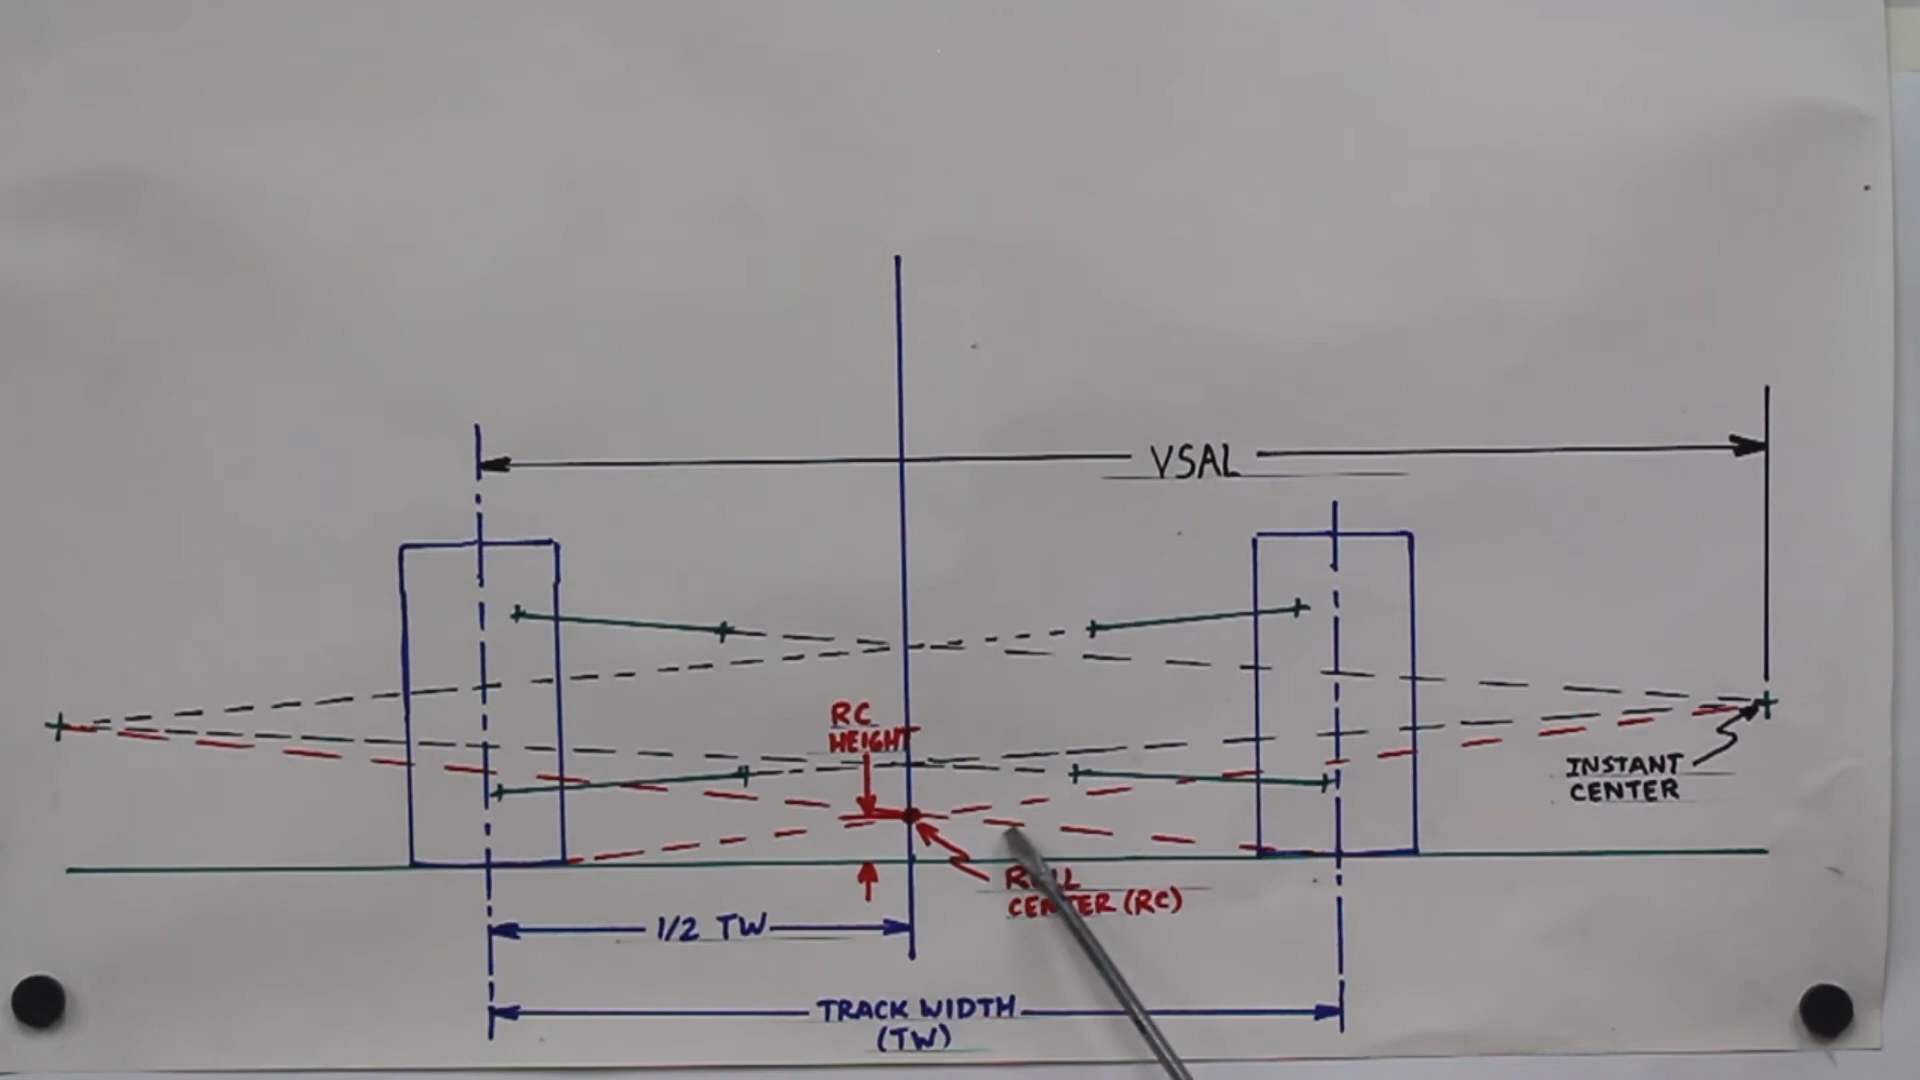 VSAL
RC
HEIGHT
INSTANT
CENTER
CENTER (RC)
1/2 TW
TRACK WIDTH
(TW)